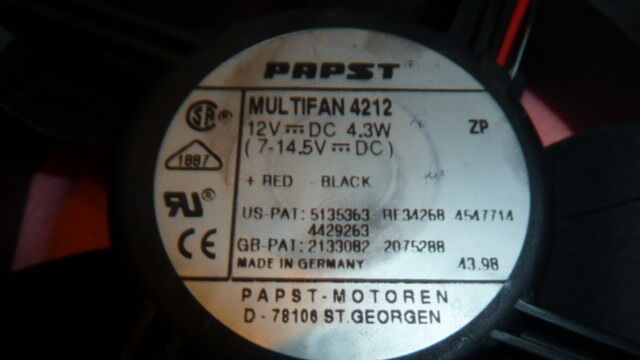 PAPST
MULTIFAN 4212
12V DC 4.3W
ZP
(7-14.5V DC)
1887
+ RED - BLACK
US-PAT: 5135363 RE34268 4547714
4429263
GB-PAT: 2133082 2075288
CE
MADE IN GERMANY 43.98
PAPST-MOTOREN
D-78106 ST.GEORGEN